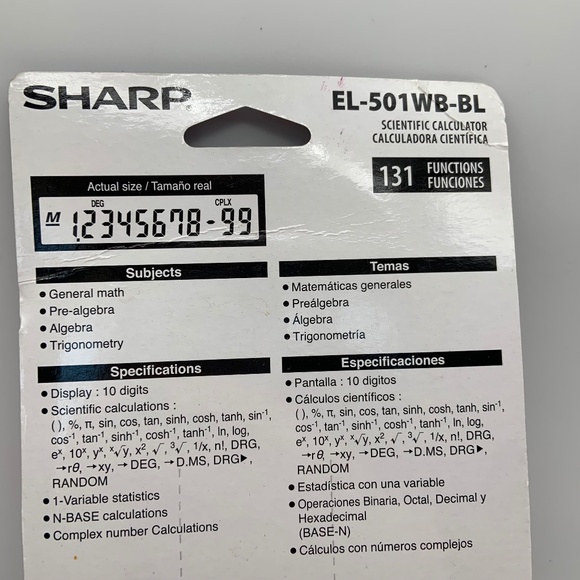 SHARP
EL-501WB-BL
SCIENTIFIC CALCULATOR
CALCULADORA CIENTÍFICA
131 FUNCTIONS
FUNCIONES
Actual size / Tamaño real
DEG CPLX
M 1.2345678-99
Subjects
• General math
• Pre-algebra
• Algebra
• Trigonometry
Specifications
• Display : 10 digits
• Scientific calculations :
( ), %, π, sin, cos, tan, sinh, cosh, tanh, sin⁻¹,
cos⁻¹, tan⁻¹, sinh⁻¹, cosh⁻¹, tanh⁻¹, ln, log,
eˣ, 10ˣ, yˣ, ˣ√y, x², √, ³√, 1/x, n!, DRG,
→rθ, →xy, →DEG, →D.MS, DRG▶,
RANDOM
• 1-Variable statistics
• N-BASE calculations
• Complex number Calculations
Temas
• Matemáticas generales
• Preálgebra
• Álgebra
• Trigonometría
Especificaciones
• Pantalla : 10 digitos
• Cálculos científicos :
( ), %, π, sin, cos, tan, sinh, cosh, tanh, sin⁻¹,
cos⁻¹, tan⁻¹, sinh⁻¹, cosh⁻¹, tanh⁻¹, ln, log,
eˣ, 10ˣ, yˣ, ˣ√y, x², √, ³√, 1/x, n!, DRG,
→rθ, →xy, →DEG, →D.MS, DRG▶,
RANDOM
• Estadística con una variable
• Operaciones Binaria, Octal, Decimal y
Hexadecimal
(BASE-N)
• Cálculos con números complejos